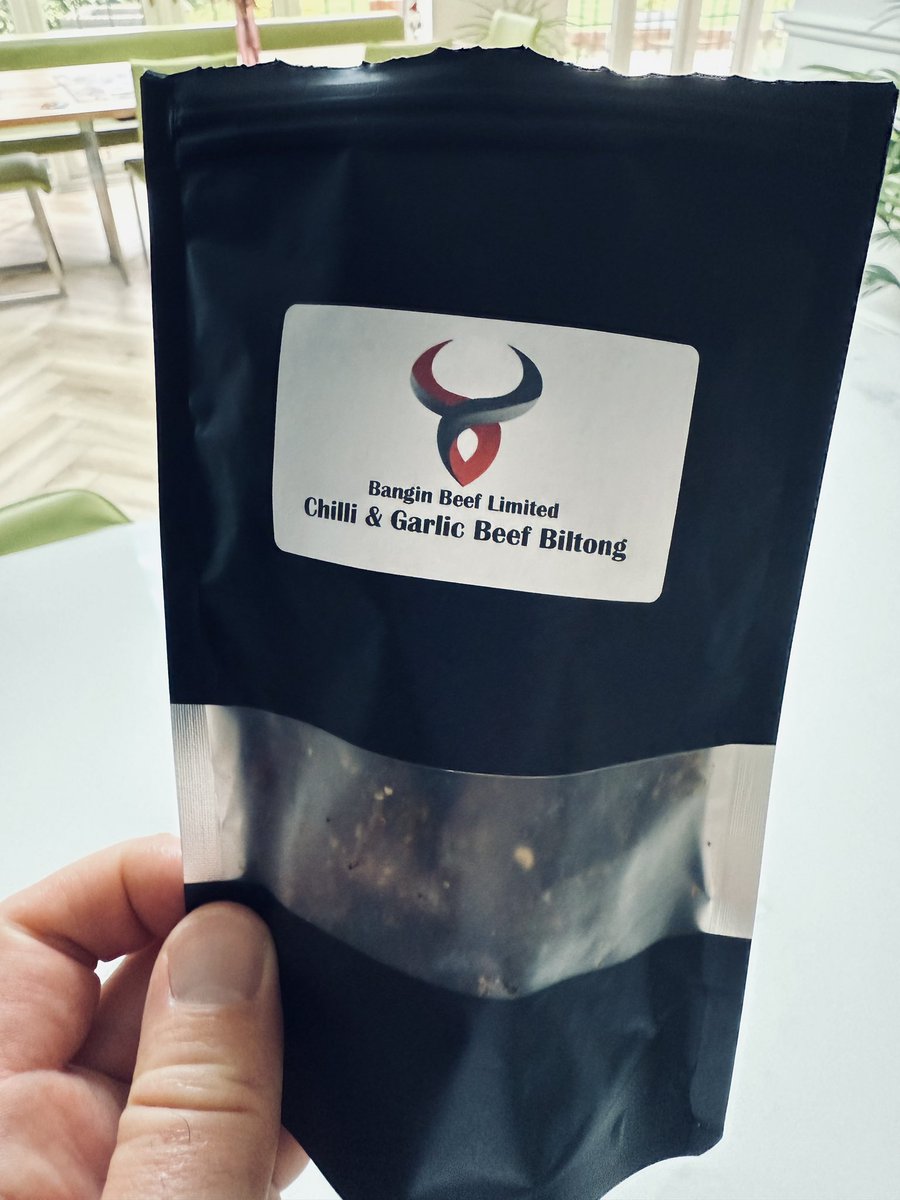 Bangin Beef Limited
Chilli & Garlic Beef Biltong